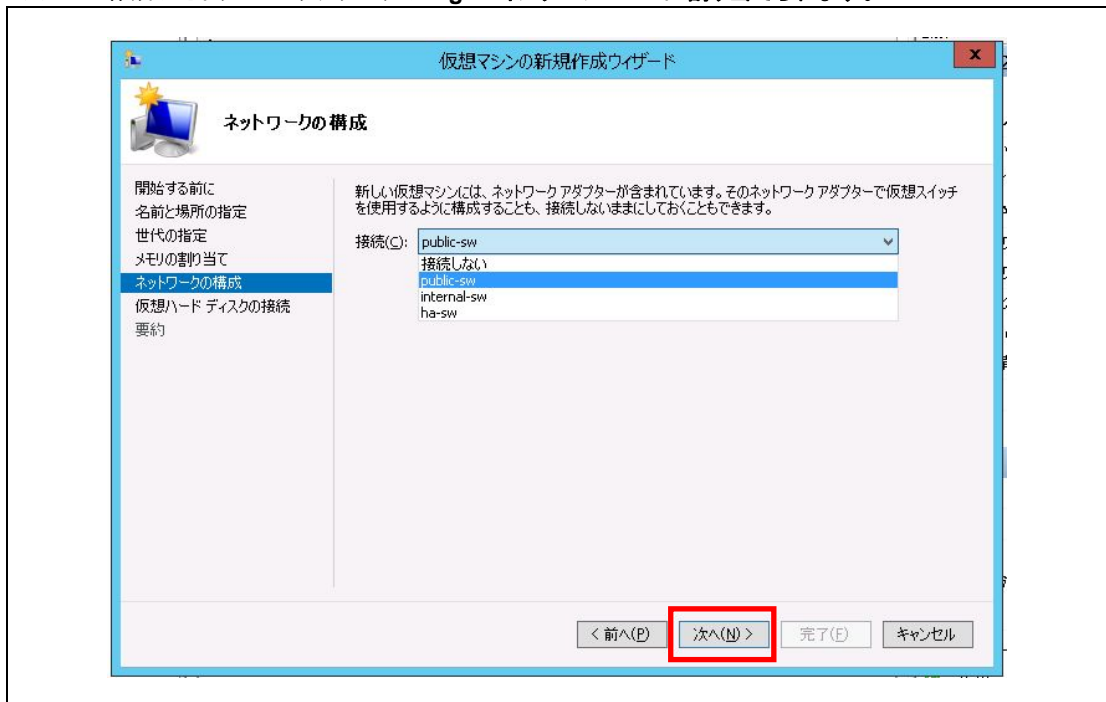 仮想マシンの新規作成ウィザード
x
ネットワークの構成
開始する前に
名前と場所の指定
世代の指定
メモリの割り当て
ネットワークの構成
仮想ハード ディスクの接続
要約
新しい仮想マシンには、ネットワーク アダプターが含まれています。そのネットワーク アダプターで仮想スイッチ
を使用するように構成することも、接続しないままにしておくこともできます。
接続(C): public-sw
接続しない
public-sw
internal-sw
ha-sw
< 前へ(P)
次へ(N) >
完了(F)
キャンセル